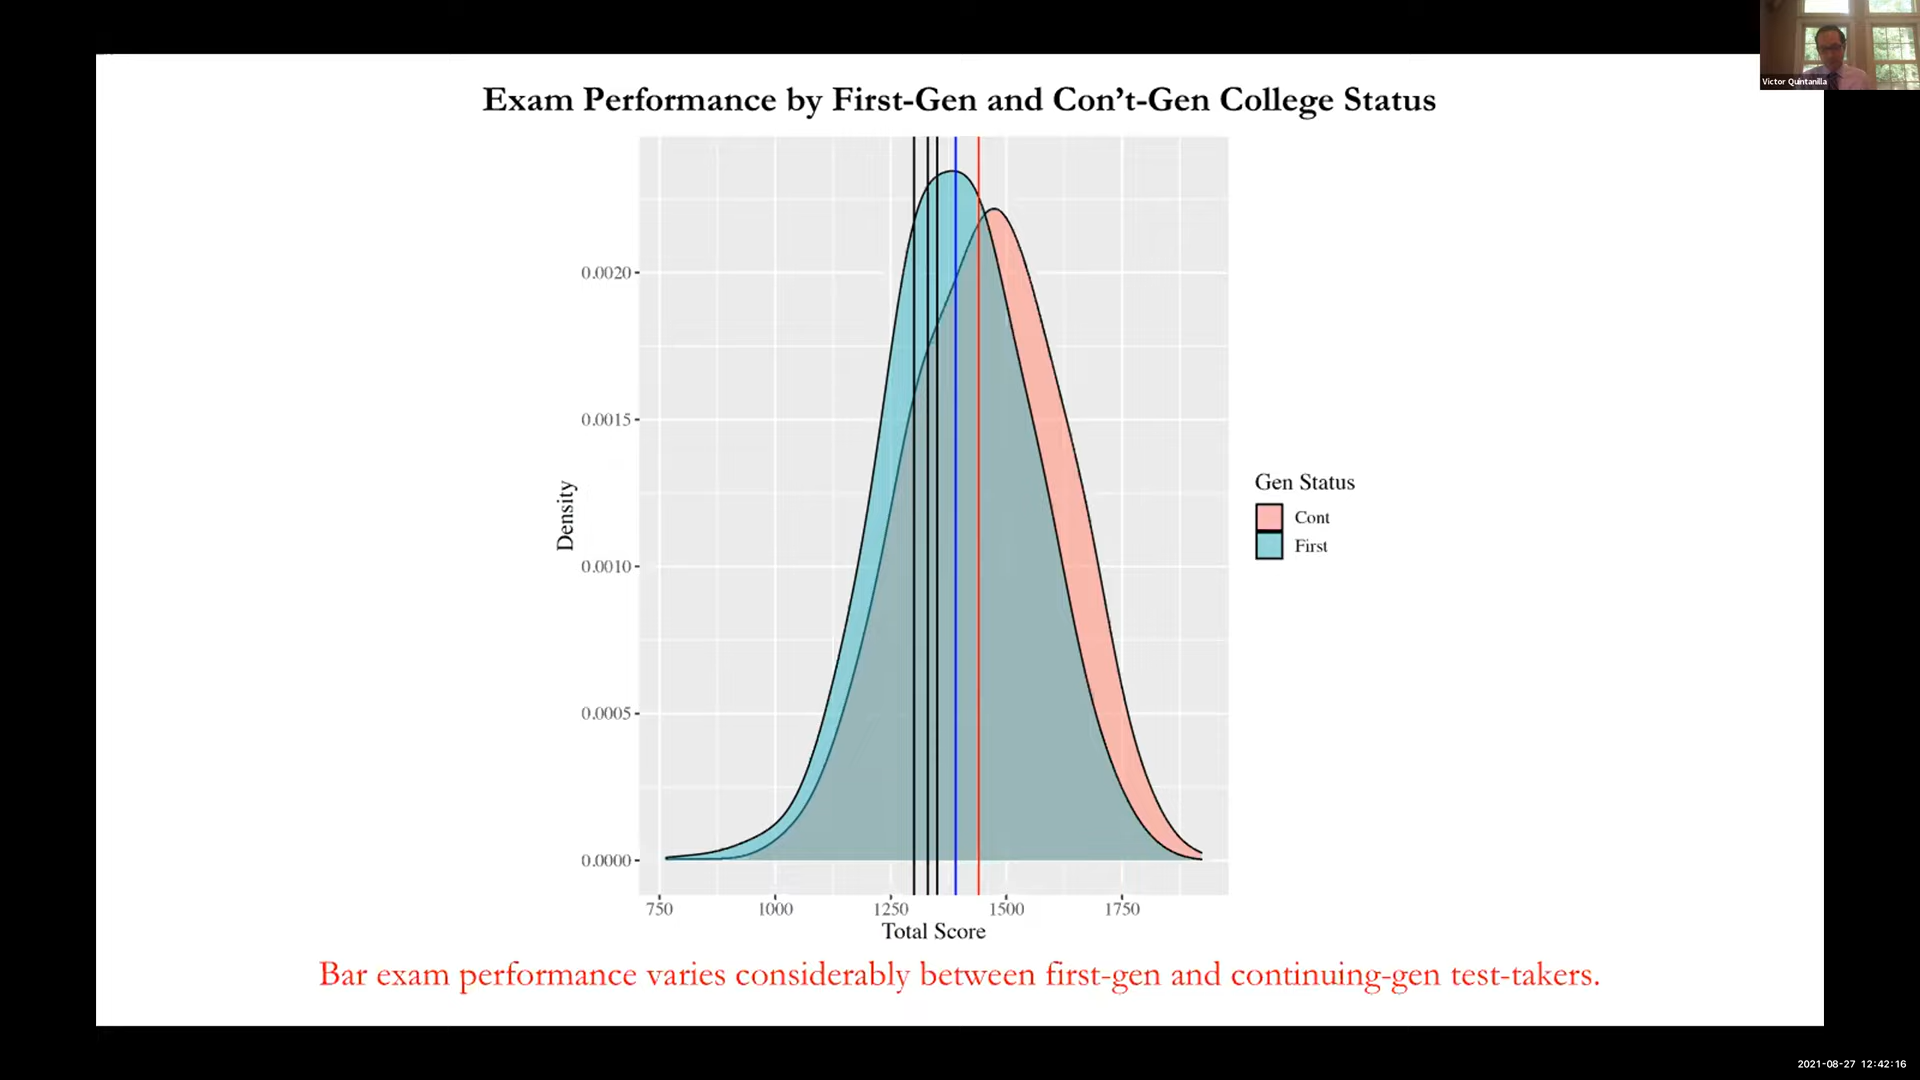 Victor Quintanilla
Exam Performance by First-Gen and Con’t-Gen College Status
0.0020
0.0015
0.0010
0.0005
0.0000
Density
750 1000 1250 1500 1750
Total Score
Gen Status
Cont
First
Bar exam performance varies considerably between first-gen and continuing-gen test-takers.
2021-08-27 12:42:16